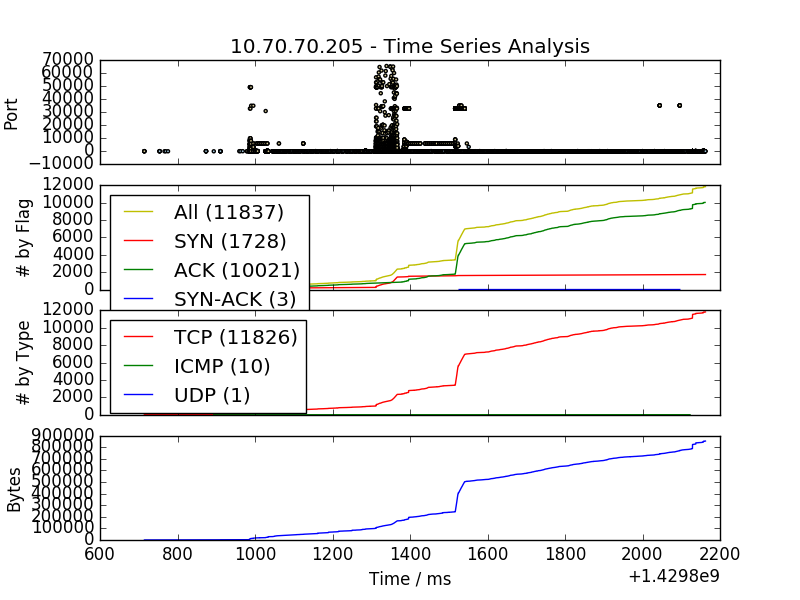 10.70.70.205 - Time Series Analysis
70000
60000
50000
40000
30000
20000
10000
0
−10000
Port
12000
10000
8000
6000
4000
2000
0
# by Flag
All (11837)
SYN (1728)
ACK (10021)
SYN-ACK (3)
12000
10000
8000
6000
4000
2000
0
# by Type
TCP (11826)
ICMP (10)
UDP (1)
900000
800000
700000
600000
500000
400000
300000
200000
100000
0
Bytes
600 800 1000 1200 1400 1600 1800 2000 2200
Time / ms
+1.4298e9